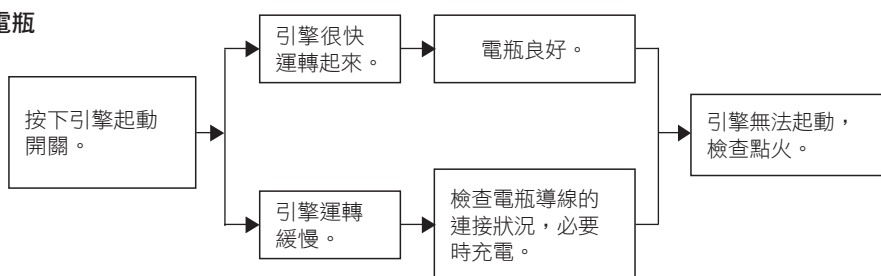 電瓶
按下引擎起動
開關。
引擎很快
運轉起來。
電瓶良好。
引擎運轉
緩慢。
檢查電瓶導線的
連接狀況，必要
時充電。
引擎無法起動，
檢查點火。